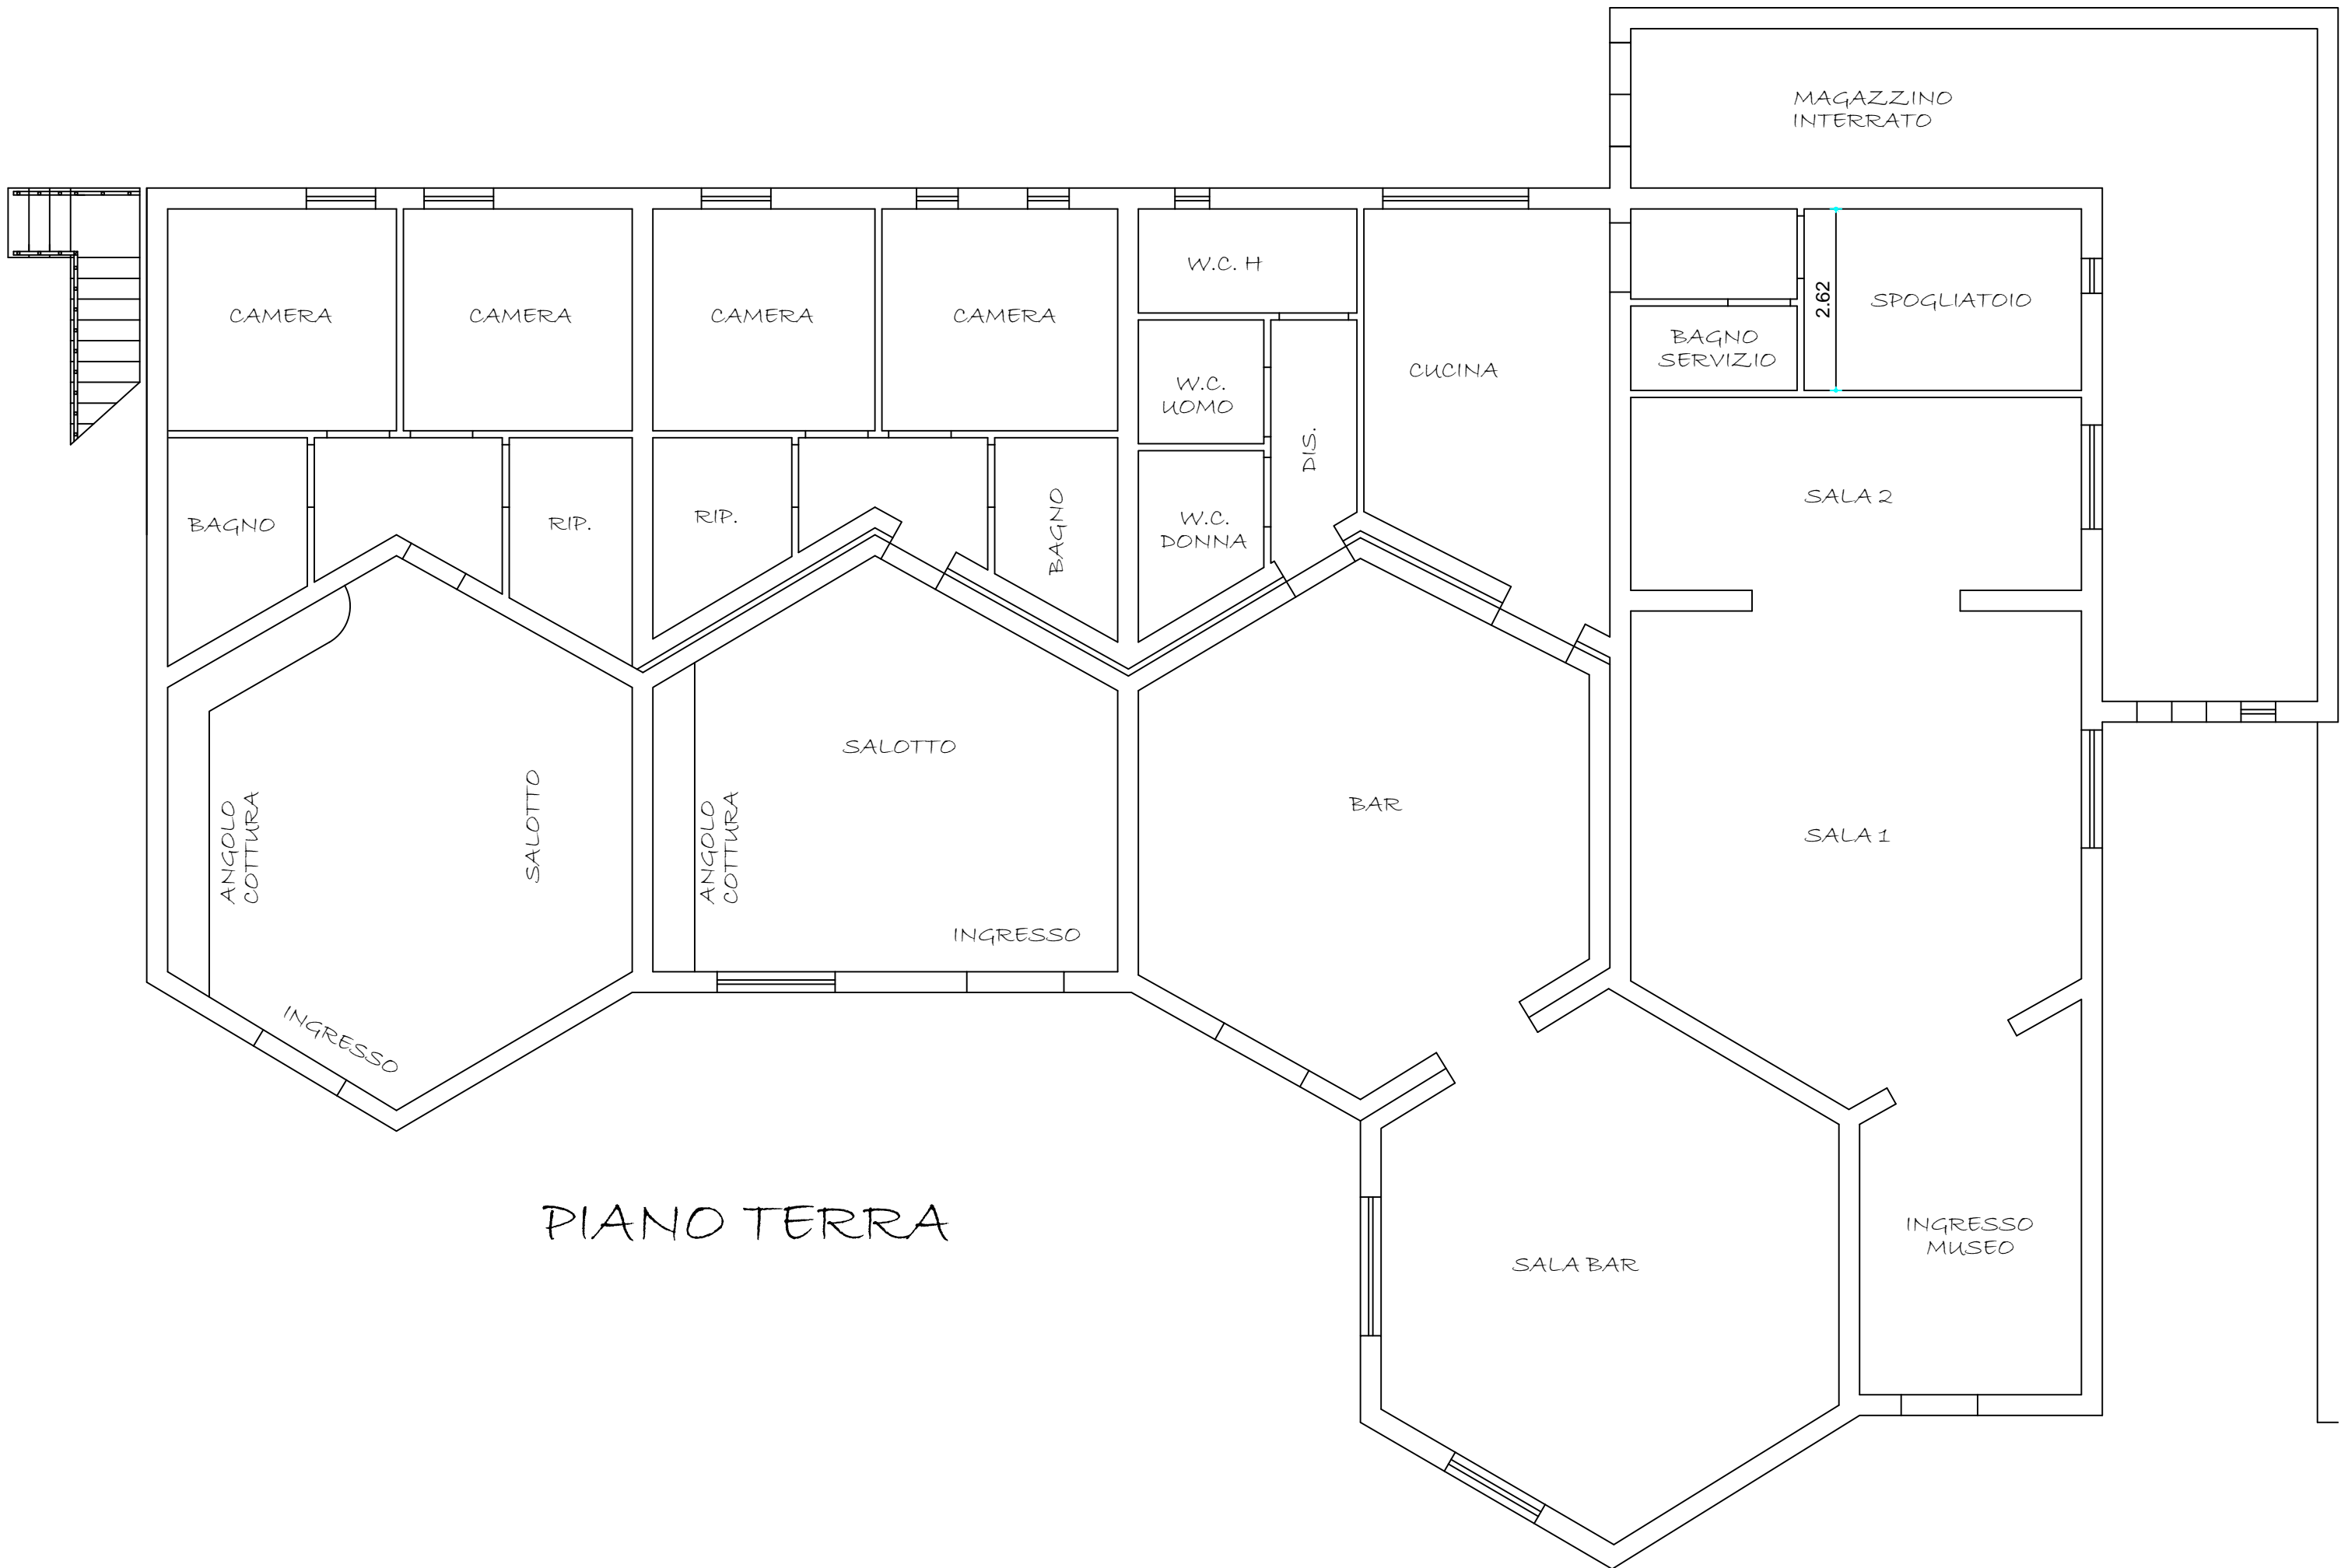 MAGAZZINO
INTERRATO
W.C. H
SPOGLIATOIO
2.62
CAMERA
CAMERA
CAMERA
CAMERA
BAGNO
SERVIZIO
CUCINA
W.C.
UOMO
DIS.
SALA 2
BAGNO
RIP.
RIP.
BAGNO
W.C.
DONNA
SALOTTO
BAR
SALA 1
ANGOLO
COTTURA
SALOTTO
ANGOLO
COTTURA
INGRESSO
INGRESSO
PIANO TERRA
INGRESSO
MUSEO
SALA BAR